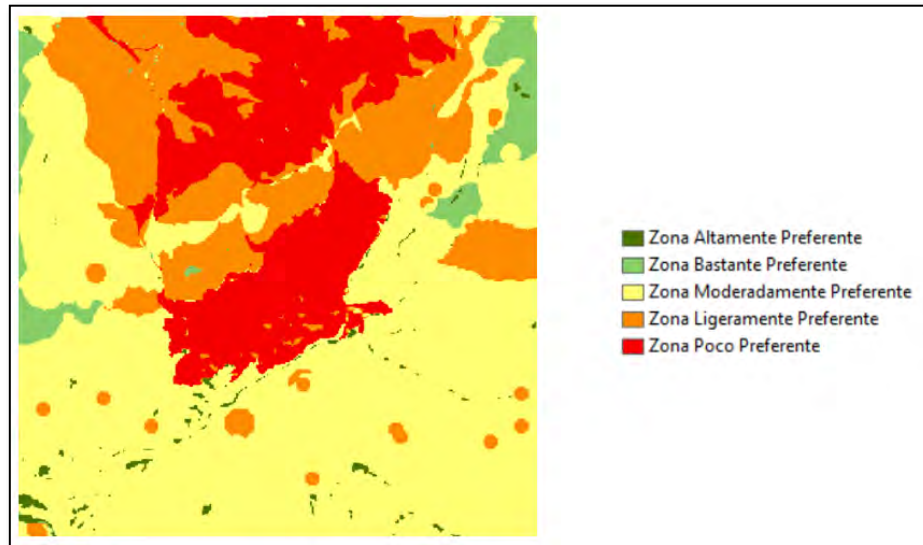 Zona Altamente Preferente
Zona Bastante Preferente
Zona Moderadamente Preferente
Zona Ligeramente Preferente
Zona Poco Preferente